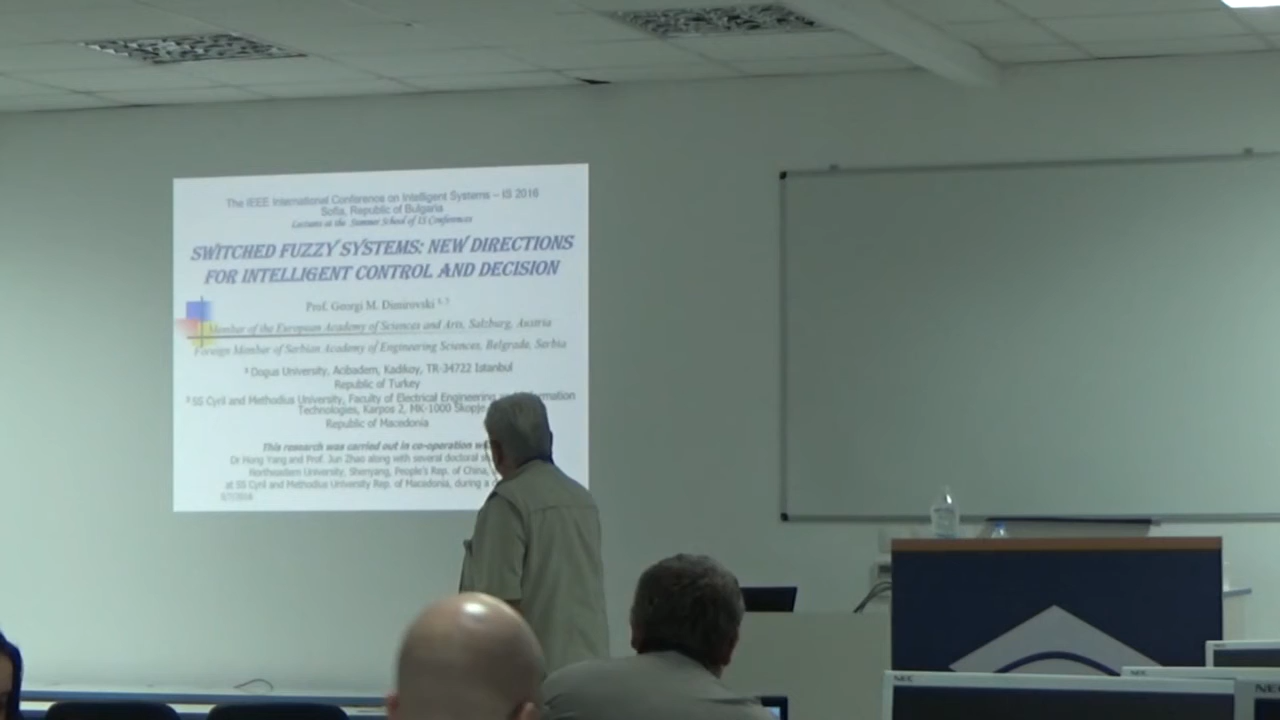 The IEEE International Conference on Intelligent Systems – IS 2016
Sofia, Republic of Bulgaria
Lectures at the Summer School of IS Conferences
SWITCHED FUZZY SYSTEMS: NEW DIRECTIONS
FOR INTELLIGENT CONTROL AND DECISION
Prof. Georgi M. Dimirovski
Member of the European Academy of Sciences and Arts, Salzburg, Austria
Foreign Member of Serbian Academy of Engineering Sciences, Belgrade, Serbia
Dogus University, Acibadem, Kadikoy, TR-34722 Istanbul
Republic of Turkey
SS Cyril and Methodius University, Faculty of Electrical Engineering
Technologies, Karpos 2, MK-1000 Skopje
Republic of Macedonia
This research was carried out in co-operation
Dr Hong Yang and Prof. Jun Zhao along with several doctoral
Northeastern University, Shenyang, People's Rep. of China,
at SS Cyril and Methodius University Rep. of Macedonia, during a
NEC
NEC